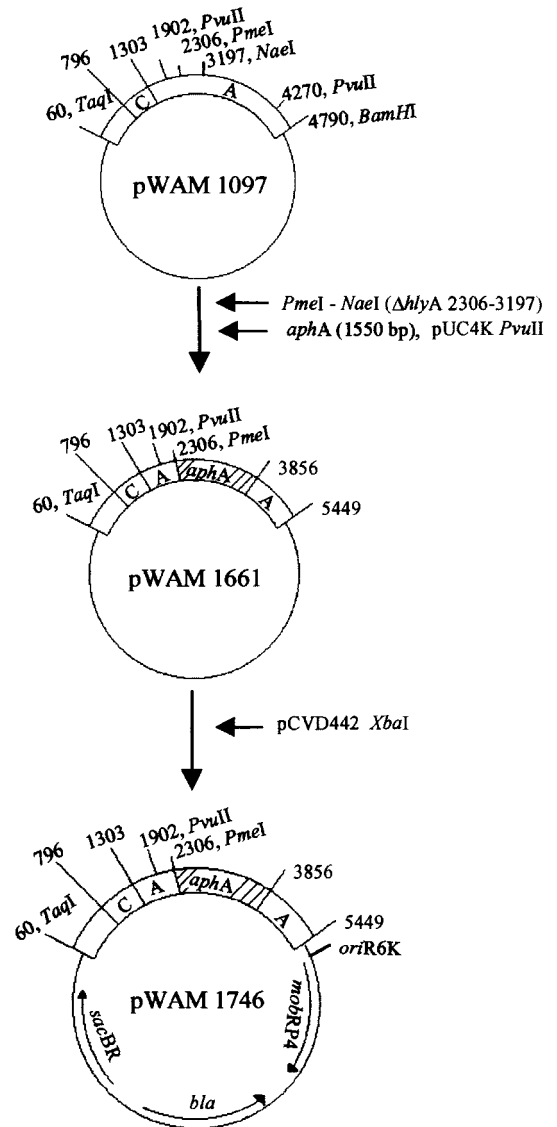 1902, PvuII
1303
2306, PmeI
796
3197, NaeI
60, TaqI
C
A
4270, PvuII
4790, BamHI
pWAM 1097
PmeI - NaeI (ΔhlyA 2306-3197)
aphA (1550 bp), pUC4K PvuII
1902, PvuII
1303
2306, PmeI
796
3856
60, TaqI
C
A
aphA
A
5449
pWAM 1661
pCVD442 XbaI
1902, PvuII
1303
2306, PmeI
796
3856
60, TaqI
C
A
aphA
A
5449
oriR6K
pWAM 1746
sacBR
mobRP4
bla